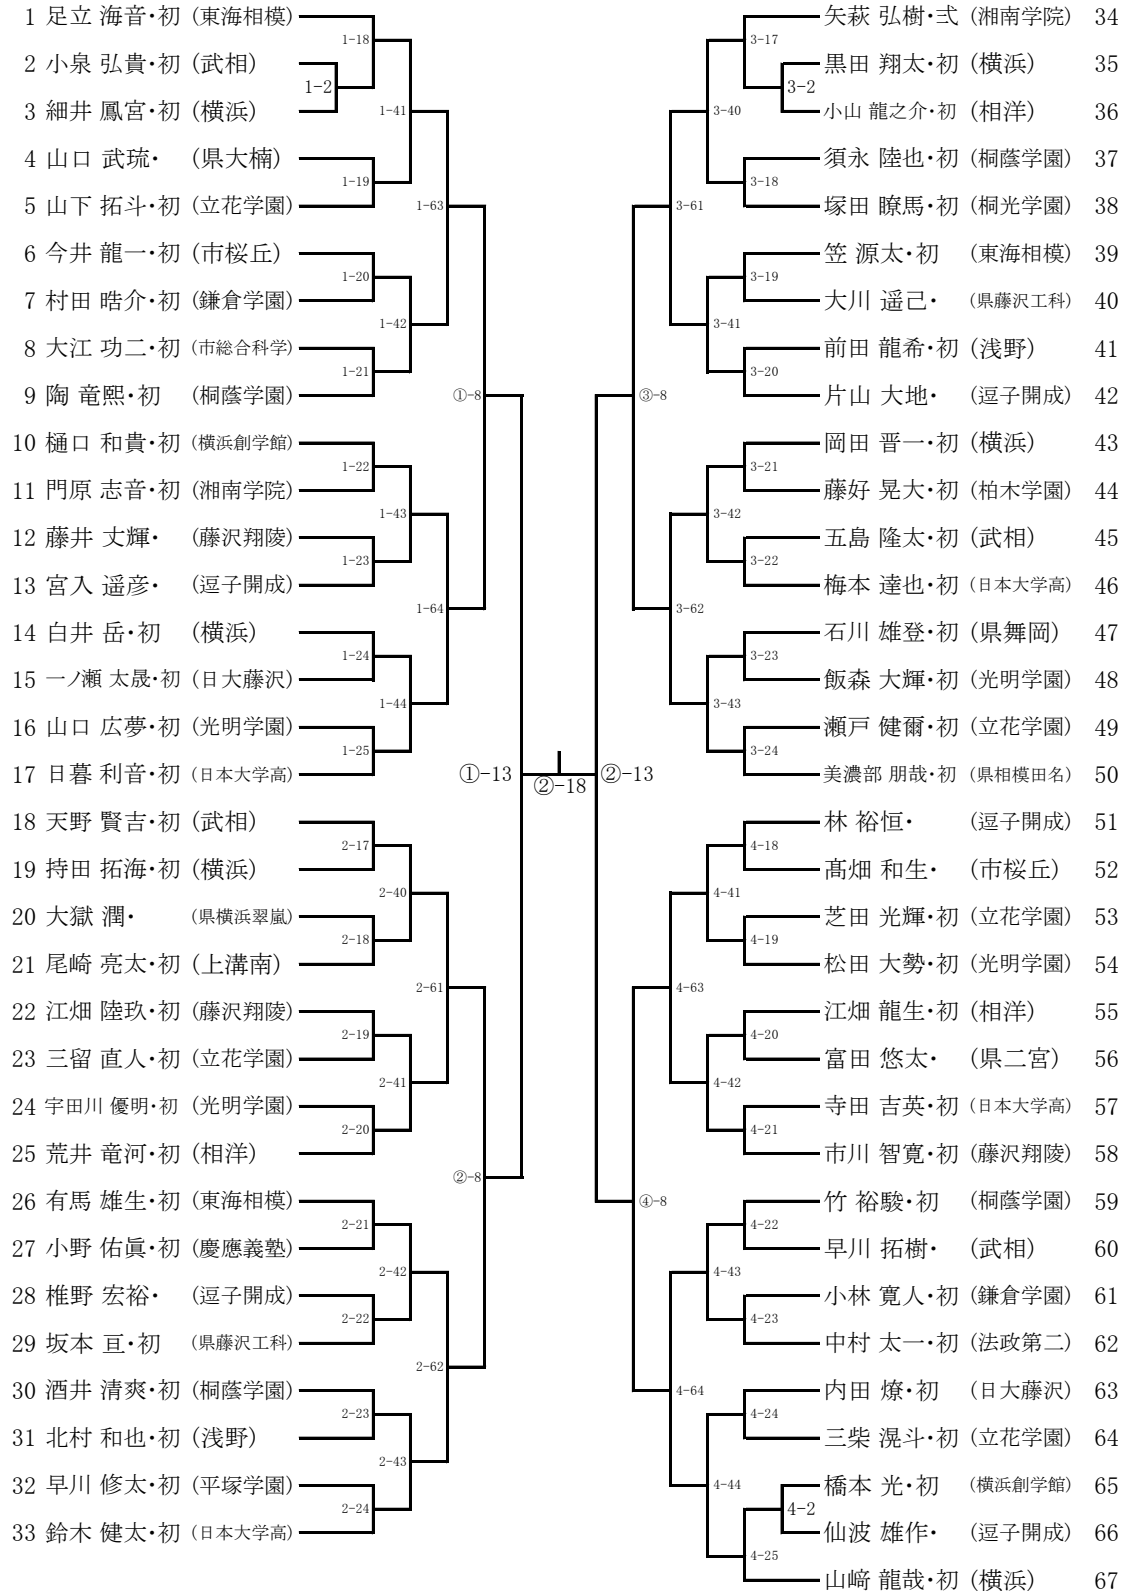 1 足立 海音・初 (東海相模)
1-18
2 小泉 弘貴・初 (武相)
1-2
3 細井 鳳宮・初 (横浜)
1-41
4 山口 武琉・ (県大楠)
1-19
5 山下 拓斗・初 (立花学園)
1-63
6 今井 龍一・初 (市桜丘)
1-20
7 村田 晧介・初 (鎌倉学園)
1-42
8 大江 功二・初 (市総合科学)
1-21
9 陶 竜熙・初 (桐蔭学園)
①-8
10 樋口 和貴・初 (横浜創学館)
1-22
11 門原 志音・初 (湘南学院)
1-43
12 藤井 丈輝・ (藤沢翔陵)
1-23
13 宮入 遥彦・ (逗子開成)
1-64
14 白井 岳・初 (横浜)
1-24
15 一ノ瀬 太晟・初 (日大藤沢)
1-44
16 山口 広夢・初 (光明学園)
1-25
17 日暮 利音・初 (日本大学高)
①-13
②-18
②-13
18 天野 賢吉・初 (武相)
2-17
19 持田 拓海・初 (横浜)
2-40
20 大獄 潤・ (県横浜翠嵐)
2-18
21 尾崎 亮太・初 (上溝南)
2-61
22 江畑 陸玖・初 (藤沢翔陵)
2-19
23 三留 直人・初 (立花学園)
2-41
24 宇田川 優明・初 (光明学園)
2-20
25 荒井 竜河・初 (相洋)
②-8
26 有馬 雄生・初 (東海相模)
2-21
27 小野 佑眞・初 (慶應義塾)
2-42
28 椎野 宏裕・ (逗子開成)
2-22
29 坂本 亘・初 (県藤沢工科)
2-62
30 酒井 清爽・初 (桐蔭学園)
2-23
31 北村 和也・初 (浅野)
2-43
32 早川 修太・初 (平塚学園)
2-24
33 鈴木 健太・初 (日本大学高)
矢萩 弘樹・弍 (湘南学院) 34
3-17
黒田 翔太・初 (横浜) 35
3-2
小山 龍之介・初 (相洋) 36
3-40
須永 陸也・初 (桐蔭学園) 37
3-18
塚田 瞭馬・初 (桐光学園) 38
3-61
笠 源太・初 (東海相模) 39
3-19
大川 遥己・ (県藤沢工科) 40
3-41
前田 龍希・初 (浅野) 41
3-20
片山 大地・ (逗子開成) 42
③-8
岡田 晋一・初 (横浜) 43
3-21
藤好 晃大・初 (柏木学園) 44
3-42
五島 隆太・初 (武相) 45
3-22
梅本 達也・初 (日本大学高) 46
3-62
石川 雄登・初 (県舞岡) 47
3-23
飯森 大輝・初 (光明学園) 48
3-43
瀬戸 健爾・初 (立花学園) 49
3-24
美濃部 朋哉・初 (県相模田名) 50
林 裕恒・ (逗子開成) 51
4-18
髙畑 和生・ (市桜丘) 52
4-41
芝田 光輝・初 (立花学園) 53
4-19
松田 大勢・初 (光明学園) 54
4-63
江畑 龍生・初 (相洋) 55
4-20
富田 悠太・ (県二宮) 56
4-42
寺田 吉英・初 (日本大学高) 57
4-21
市川 智寛・初 (藤沢翔陵) 58
④-8
竹 裕駿・初 (桐蔭学園) 59
4-22
早川 拓樹・ (武相) 60
4-43
小林 寛人・初 (鎌倉学園) 61
4-23
中村 太一・初 (法政第二) 62
4-64
内田 燎・初 (日大藤沢) 63
4-24
三柴 滉斗・初 (立花学園) 64
4-44
橋本 光・初 (横浜創学館) 65
4-2
仙波 雄作・ (逗子開成) 66
4-25
山﨑 龍哉・初 (横浜) 67